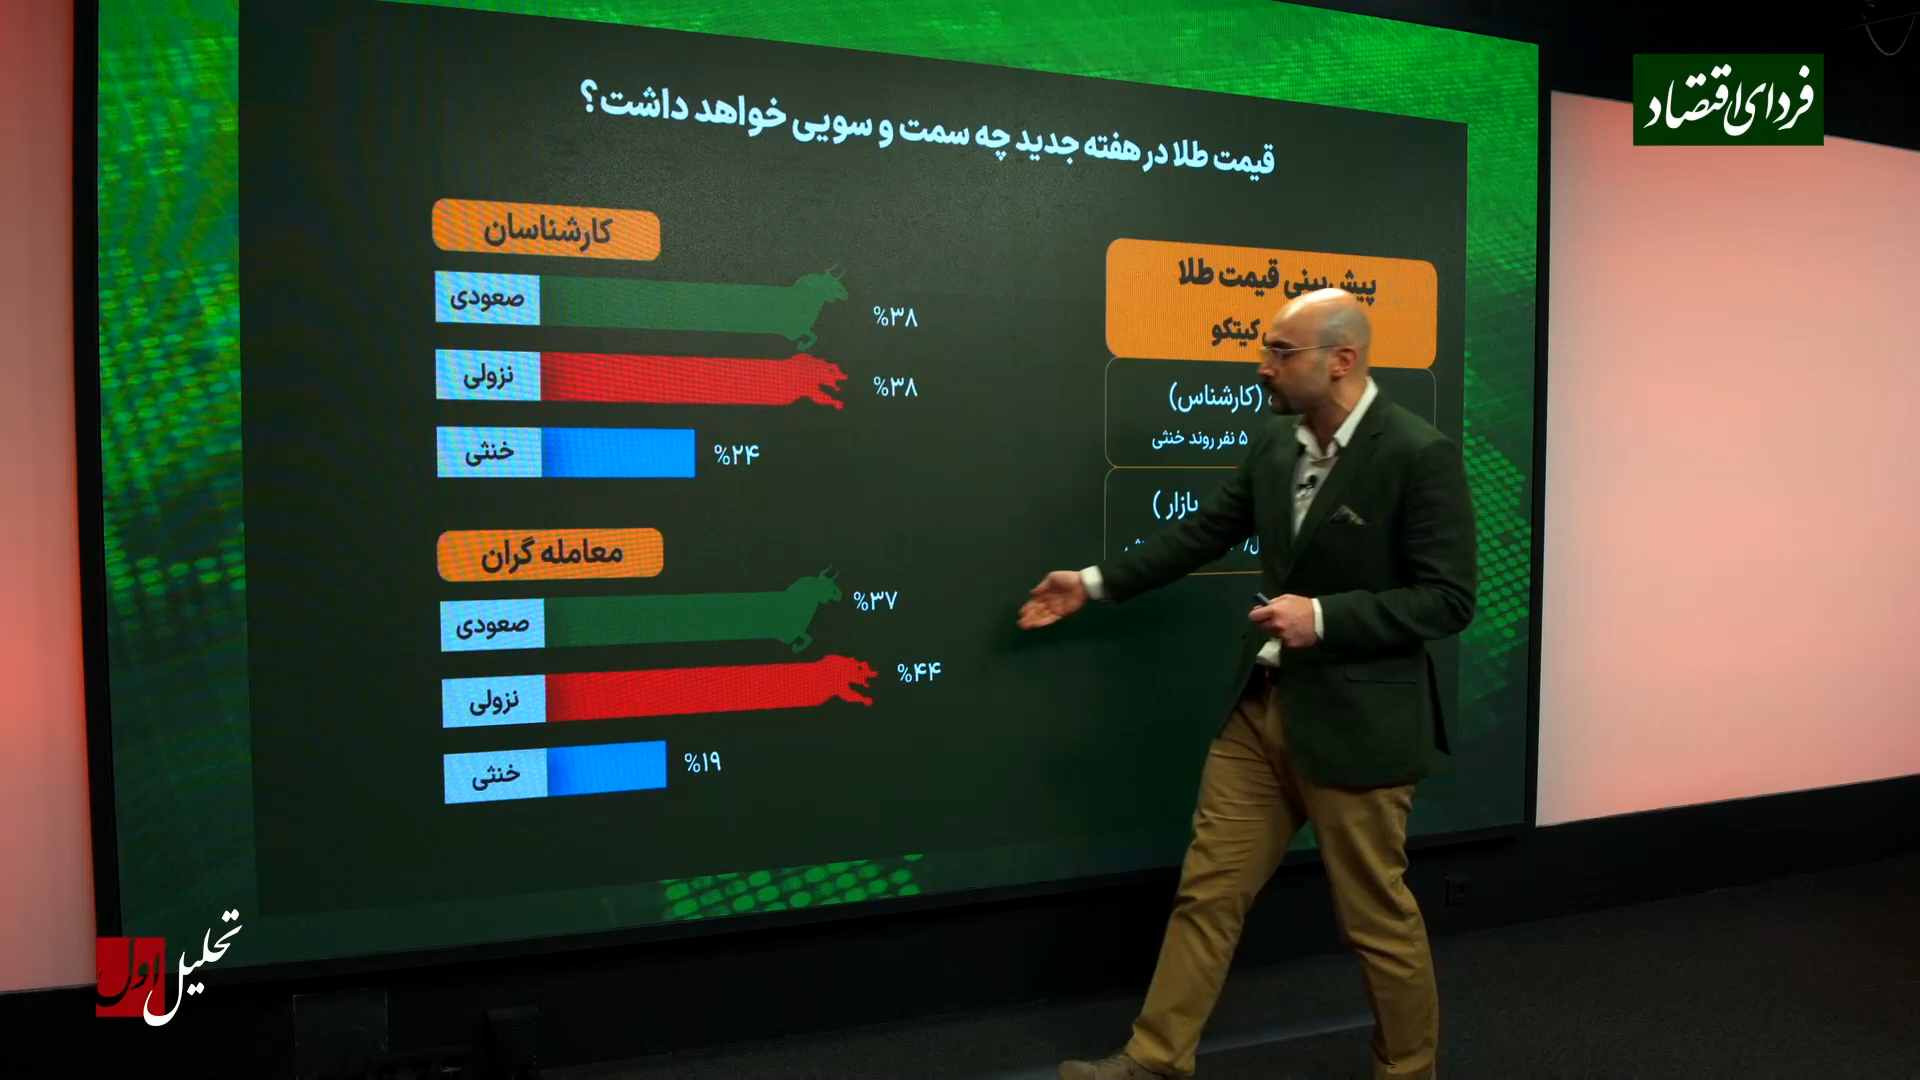 فردای اقتصاد
قیمت طلا در هفته جدید چه سمت و سویی خواهد داشت؟
پیش‌بینی قیمت طلا
کیتکو
(کارشناس)
۵ نفر روند خنثی
بازار )
کارشناسان
صعودی
%۳۸
نزولی
%۳۸
خنثی
%۲۴
معامله گران
صعودی
%۳۷
نزولی
%۴۴
خنثی
%۱۹
تحلیل اول